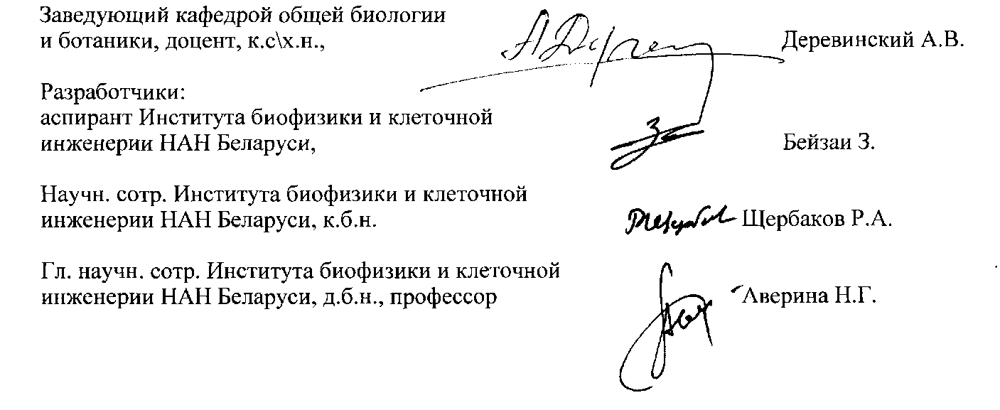 Заведующий кафедрой общей биологии
и ботаники, доцент, к.с\х.н., Деревинский А.В.
Разработчики:
аспирант Института биофизики и клеточной
инженерии НАН Беларуси, Бейзаи З.
Научн. сотр. Института биофизики и клеточной
инженерии НАН Беларуси, к.б.н. Щербаков Р.А.
Гл. научн. сотр. Института биофизики и клеточной
инженерии НАН Беларуси, д.б.н., профессор Аверина Н.Г.